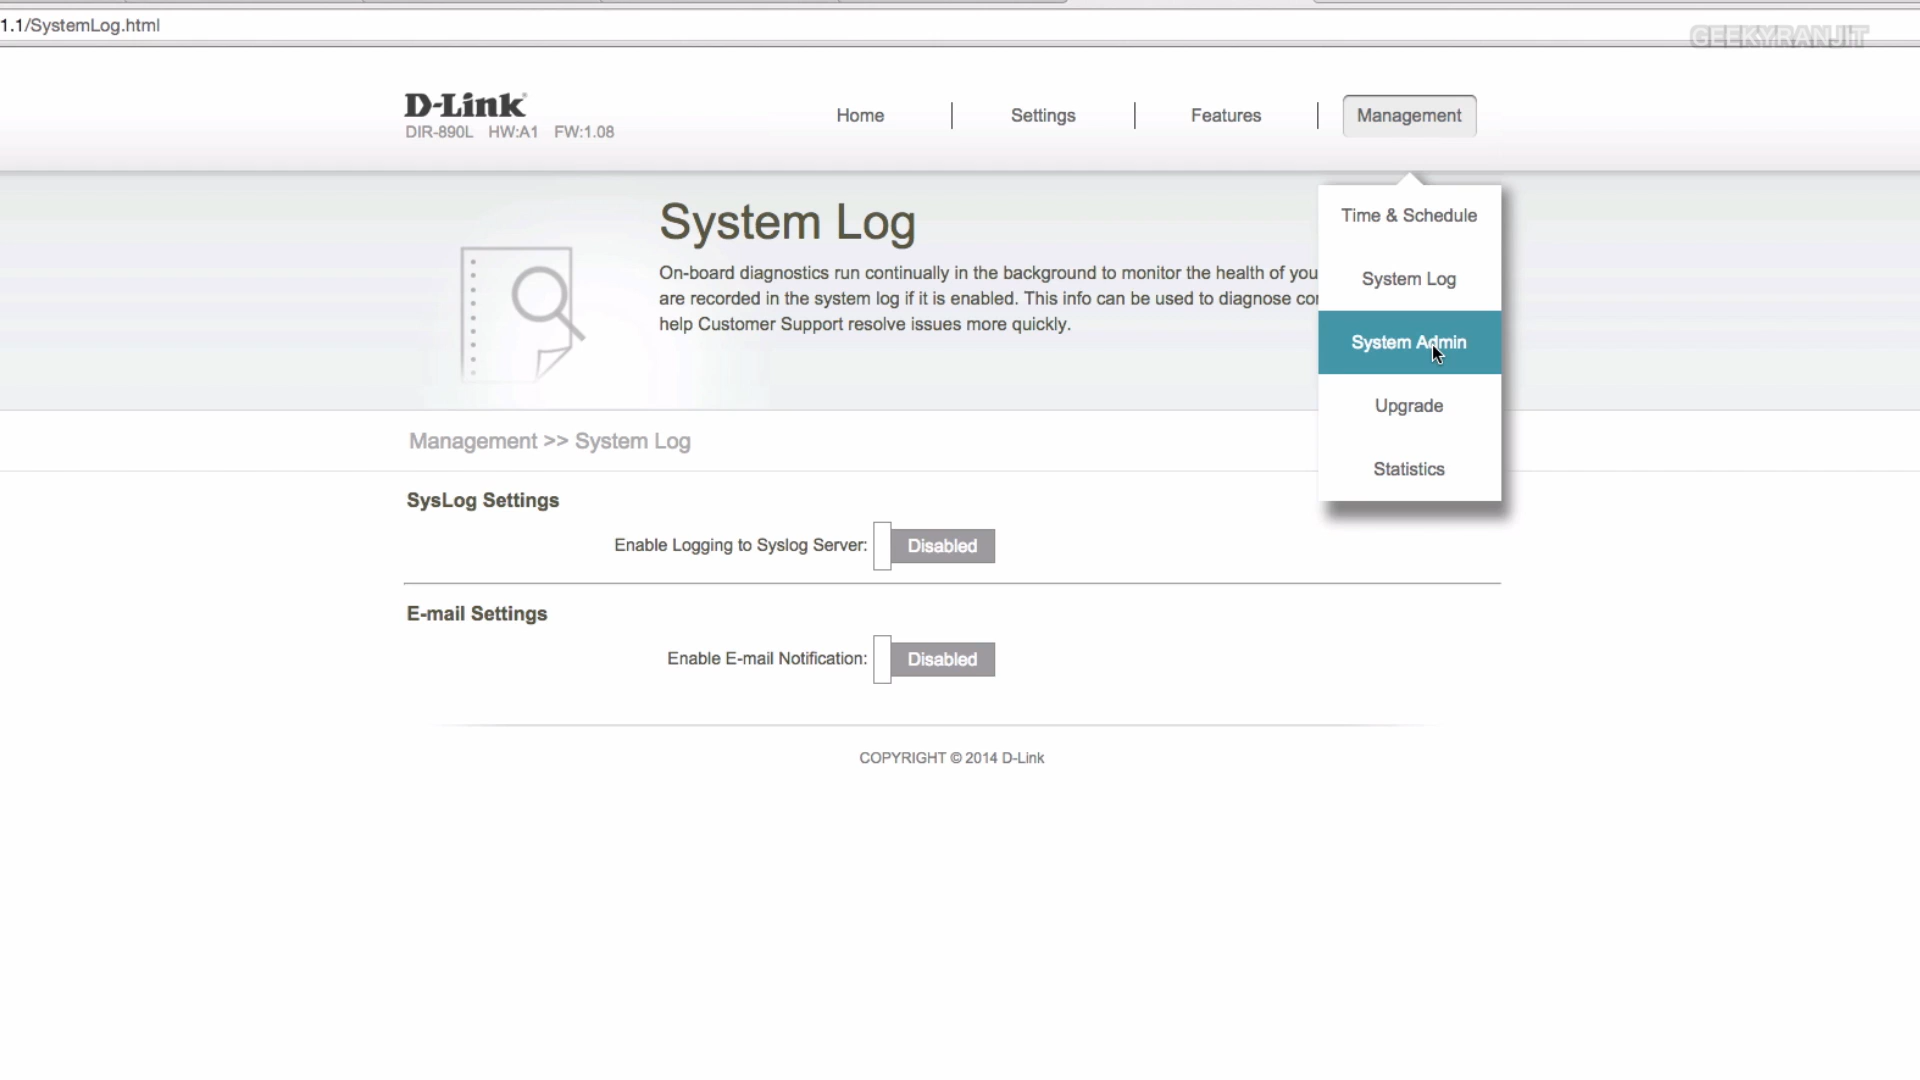 1.1/SystemLog.html
GEEKYRANJIT
D-Link
DIR-890L HW:A1 FW:1.08
Home
Settings
Features
Management
System Log
On-board diagnostics run continually in the background to monitor the health of you
are recorded in the system log if it is enabled. This info can be used to diagnose
help Customer Support resolve issues more quickly.
Time & Schedule
System Log
System Admin
Upgrade
Statistics
Management >> System Log
SysLog Settings
Enable Logging to Syslog Server: Disabled
E-mail Settings
Enable E-mail Notification: Disabled
COPYRIGHT © 2014 D-Link